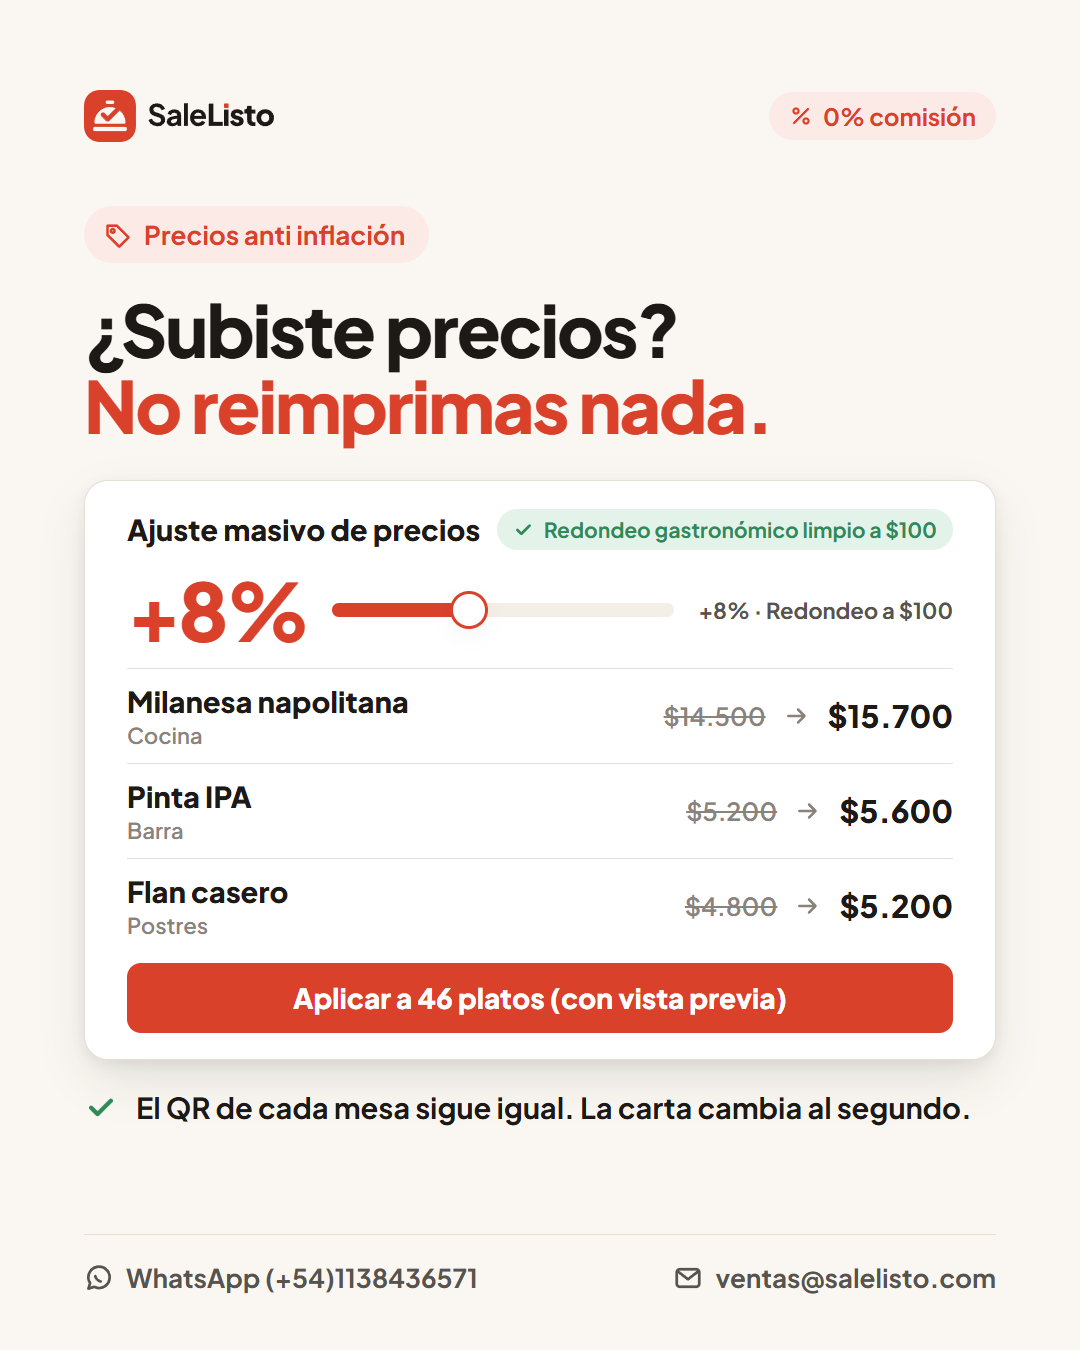 SaleListo
% 0% comisión
Precios anti inflación
¿Subiste precios?
No reimprimas nada.
Ajuste masivo de precios
Redondeo gastronómico limpio a $100
+8%
+8% · Redondeo a $100
Milanesa napolitana
Cocina
$14.500 → $15.700
Pinta IPA
Barra
$5.200 → $5.600
Flan casero
Postres
$4.800 → $5.200
Aplicar a 46 platos (con vista previa)
El QR de cada mesa sigue igual. La carta cambia al segundo.
WhatsApp (+54)1138436571
ventas@salelisto.com